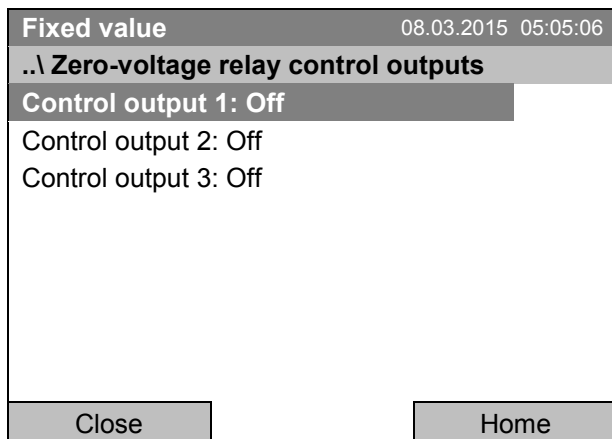 Fixed value 08.03.2015 05:05:06
..\ Zero-voltage relay control outputs
Control output 1: Off
Control output 2: Off
Control output 3: Off
Close Home